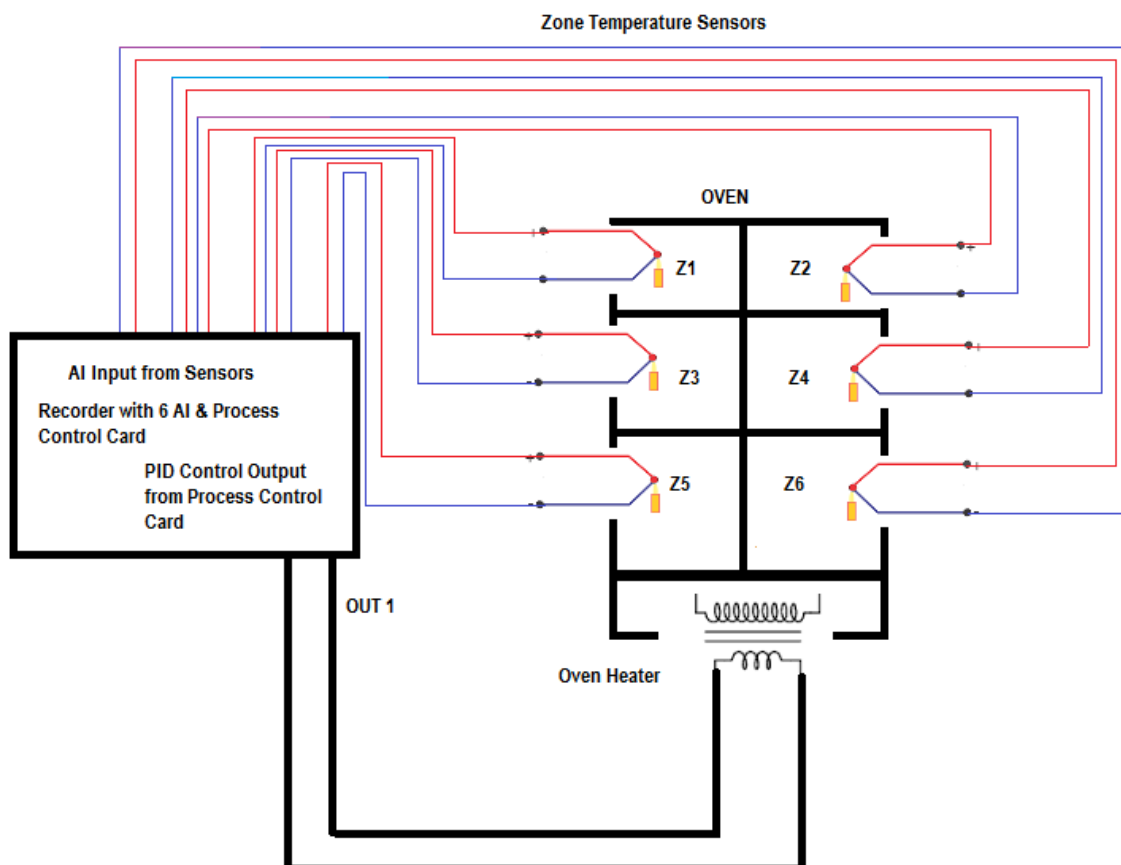 Zone Temperature Sensors
OVEN
Z1
Z2
Z3
Z4
Z5
Z6
AI Input from Sensors
Recorder with 6 AI & Process
Control Card
PID Control Output
from Process Control
Card
OUT 1
Oven Heater